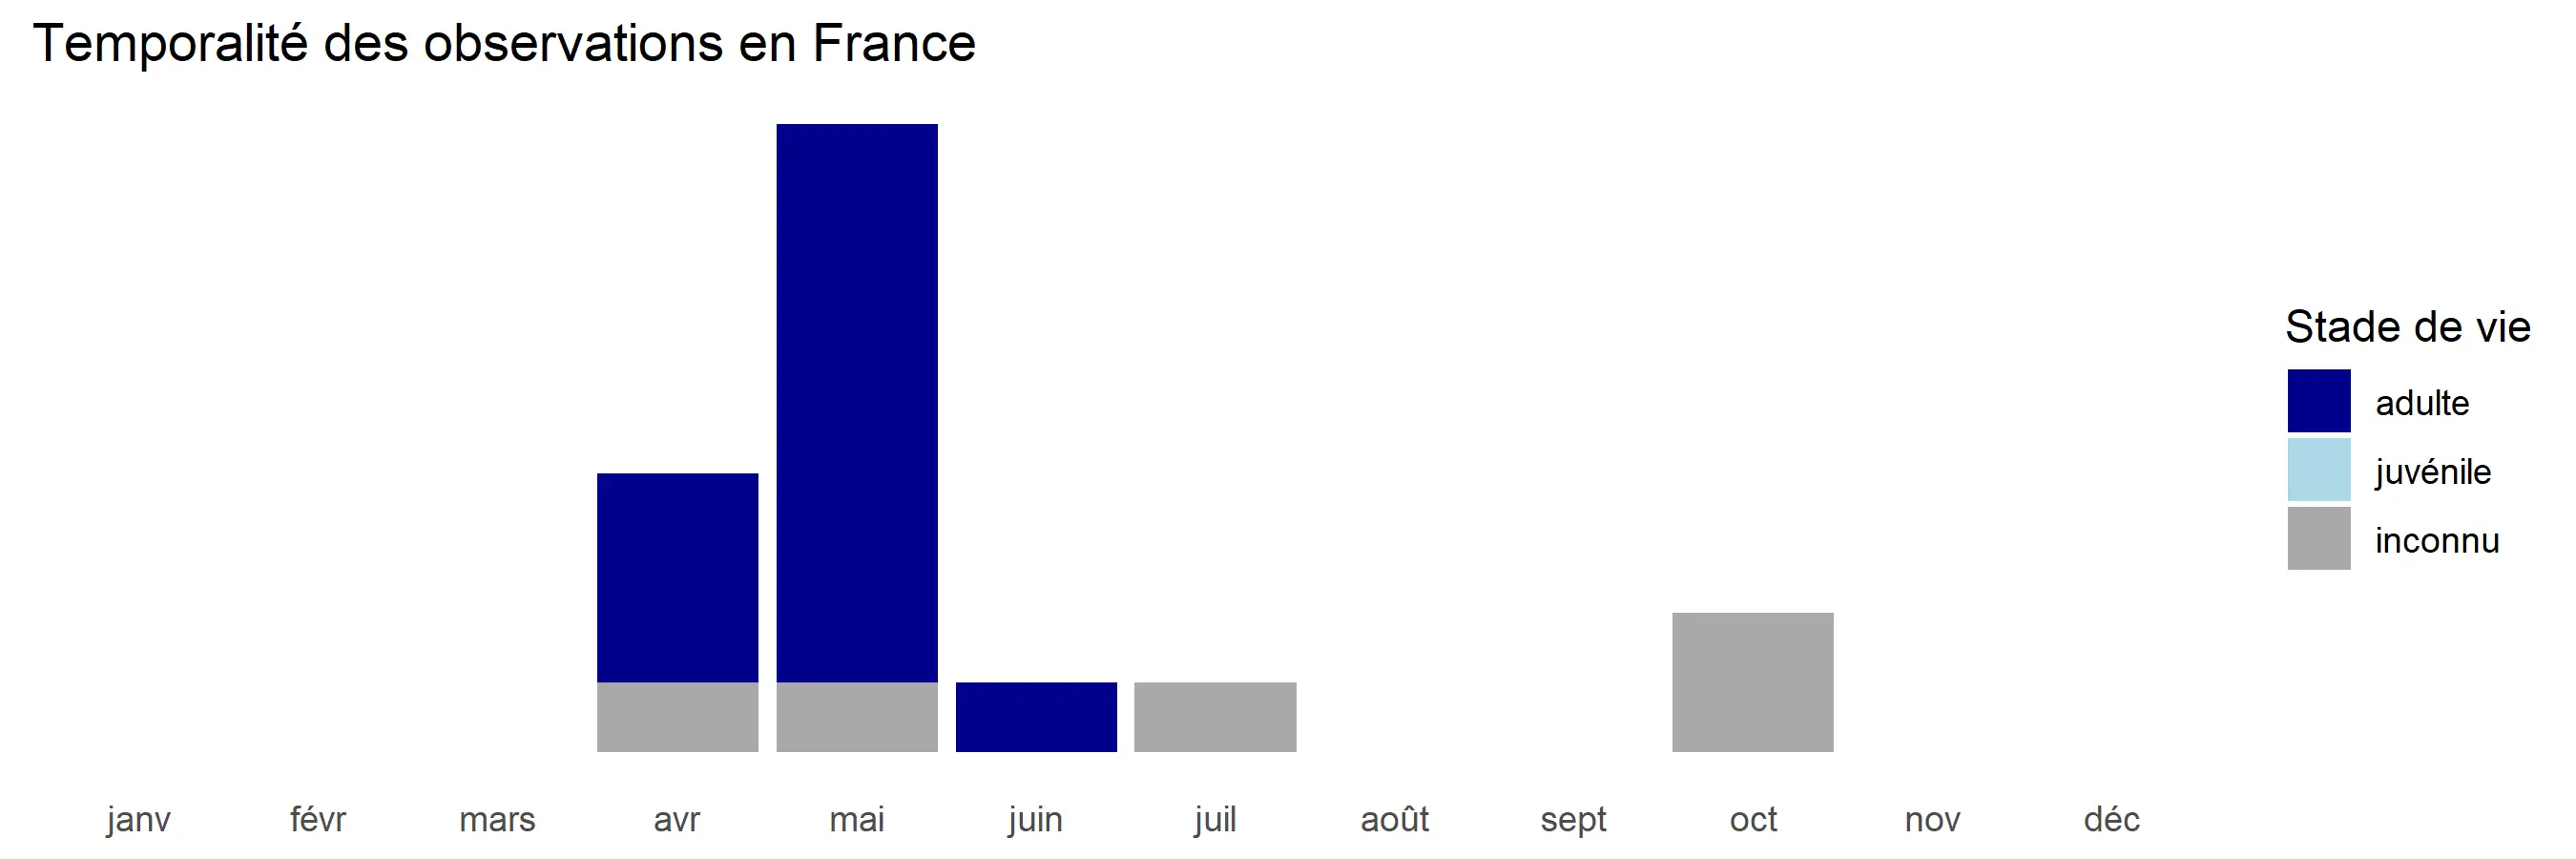 Temporalité des observations en France
Stade de vie
adulte
juvénile
inconnu
janv févr mars avr mai juin juil août sept oct nov déc